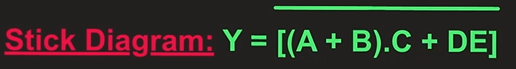 Stick Diagram: Y = [(A + B).C + DE]